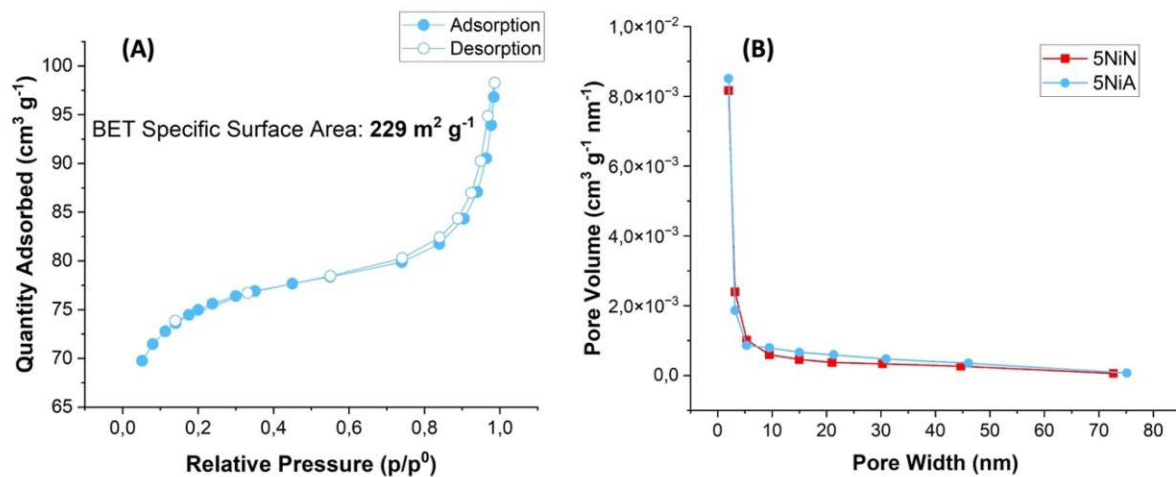 (A)
Adsorption
Desorption
BET Specific Surface Area: 229 m² g⁻¹
Quantity Adsorbed (cm³ g⁻¹)
100
95
90
85
80
75
70
65
0,0
0,2
0,4
0,6
0,8
1,0
Relative Pressure (p/p⁰)
(B)
5NiN
5NiA
Pore Volume (cm³ g⁻¹ nm⁻¹)
1,0×10⁻²
8,0×10⁻³
6,0×10⁻³
4,0×10⁻³
2,0×10⁻³
0,0
0
10
20
30
40
50
60
70
80
Pore Width (nm)